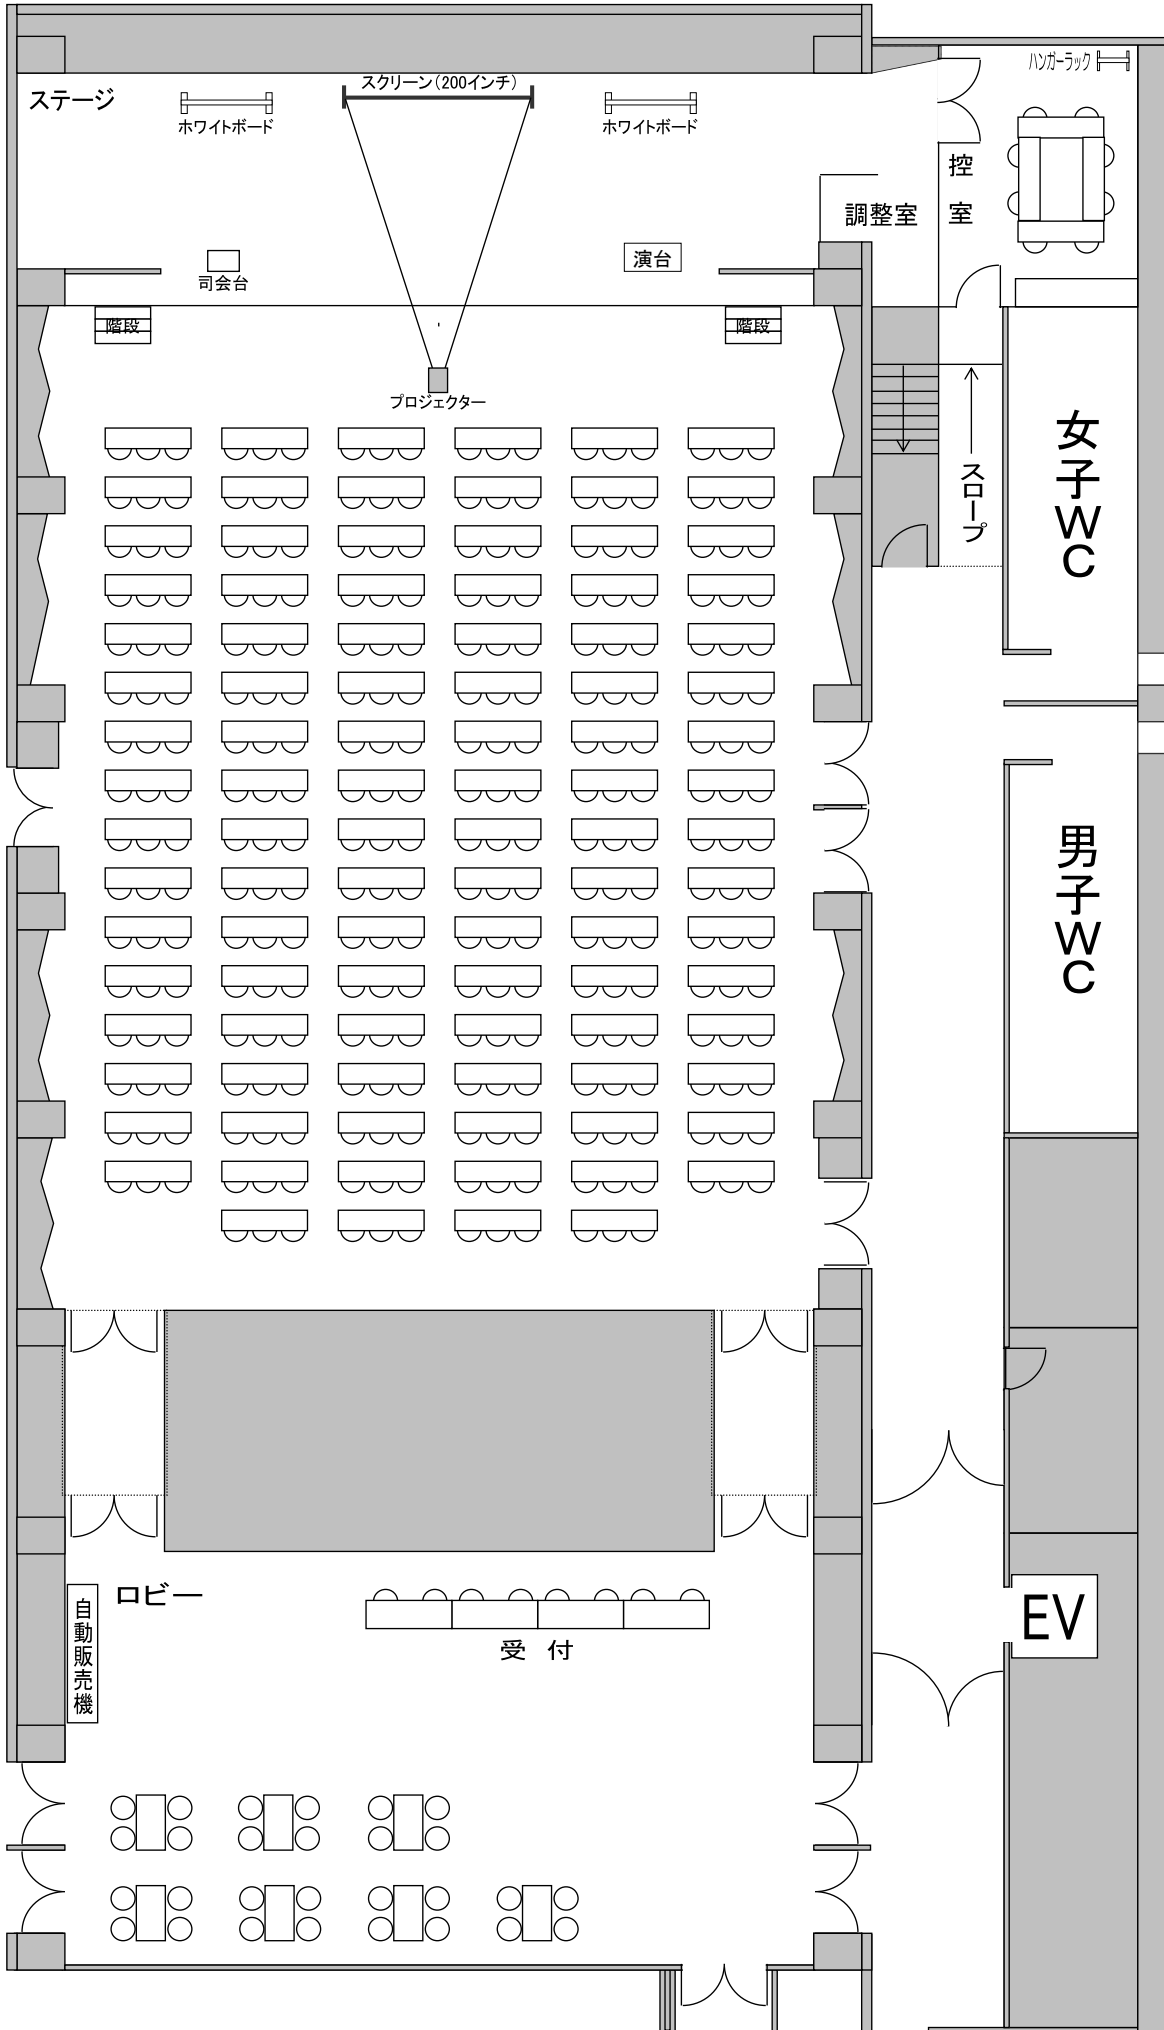 スクリーン(200インチ)
ハンガーラック
ステージ
ホワイトボード
ホワイトボード
控室
調整室
司会台
演台
階段
階段
プロジェクター
スロープ
女子WC
男子WC
ロビー
自動販売機
受 付
EV